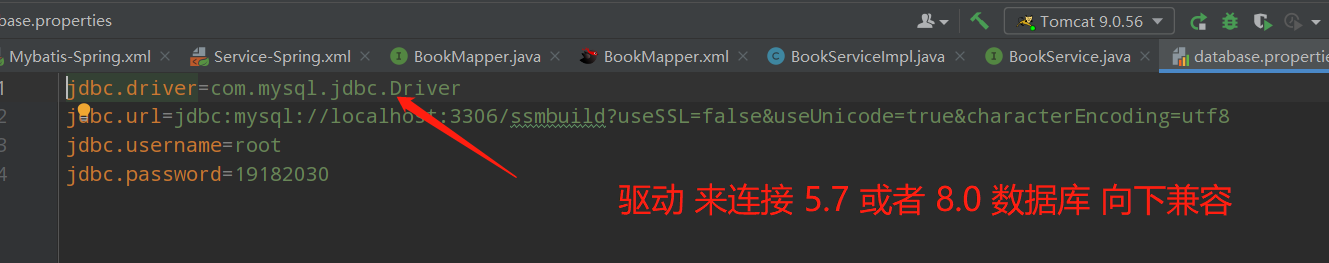 base.properties
Tomcat 9.0.56
Mybatis-Spring.xml Service-Spring.xml BookMapper.java BookMapper.xml BookServiceImpl.java BookService.java
1 jdbc.driver=com.mysql.jdbc.Driver
2 jdbc.url=jdbc:mysql://localhost:3306/ssmbuild?useSSL=false&useUnicode=true&characterEncoding=utf8
3 jdbc.username=root
4 jdbc.password=19182030
驱动 来连接 5.7 或者 8.0 数据库 向下兼容